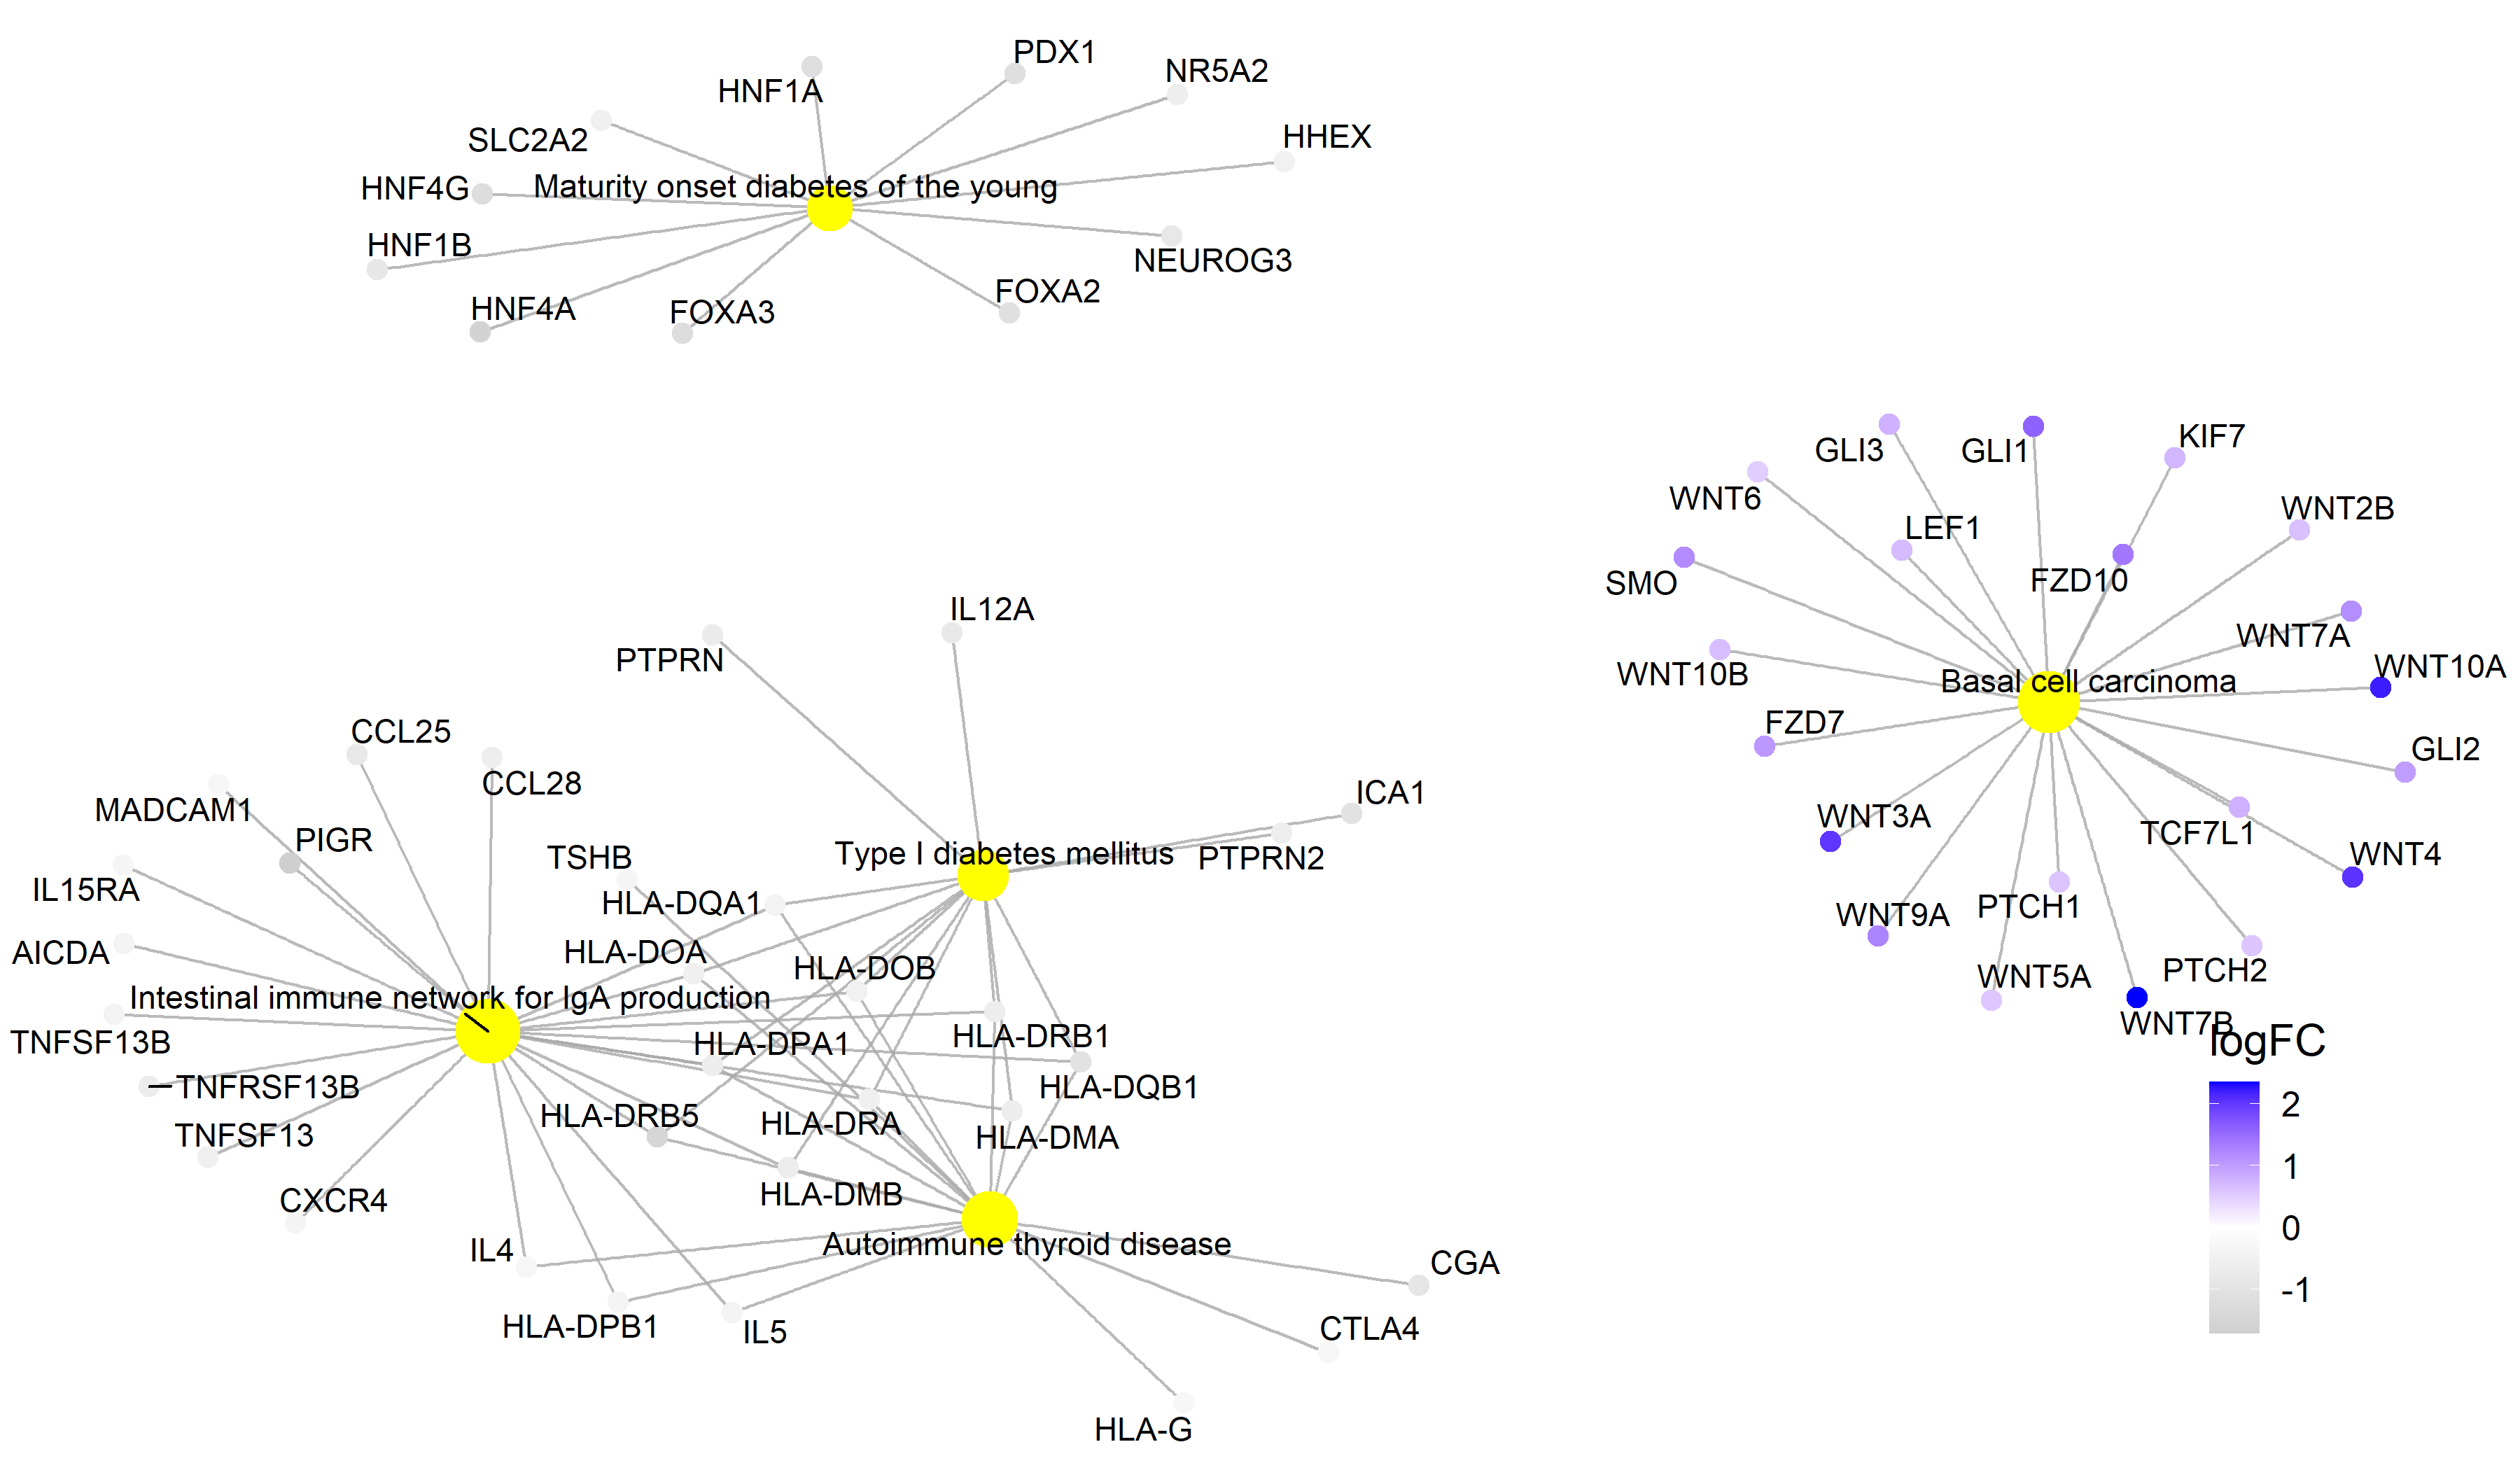 PDX1
HNF1A
NR5A2
SLC2A2
HHEX
HNF4G
Maturity onset diabetes of the young
HNF1B
NEUROG3
HNF4A
FOXA3
FOXA2
GLI3
GLI1
KIF7
WNT6
LEF1
WNT2B
SMO
FZD10
WNT7A
WNT10B
WNT10A
Basal cell carcinoma
FZD7
GLI2
WNT3A
TCF7L1
WNT4
WNT9A
PTCH1
WNT5A
PTCH2
WNT7B
IL12A
PTPRN
CCL25
CCL28
MADCAM1
PIGR
ICA1
TSHB
Type I diabetes mellitus
PTPRN2
IL15RA
HLA-DQA1
AICDA
HLA-DOA
HLA-DOB
Intestinal immune network for IgA production
TNFSF13B
HLA-DPA1
HLA-DRB1
TNFRSF13B
HLA-DQB1
TNFSF13
HLA-DRB5
HLA-DRA
HLA-DMA
CXCR4
HLA-DMB
IL4
Autoimmune thyroid disease
CGA
HLA-DPB1
IL5
CTLA4
HLA-G
logFC
2
1
0
-1